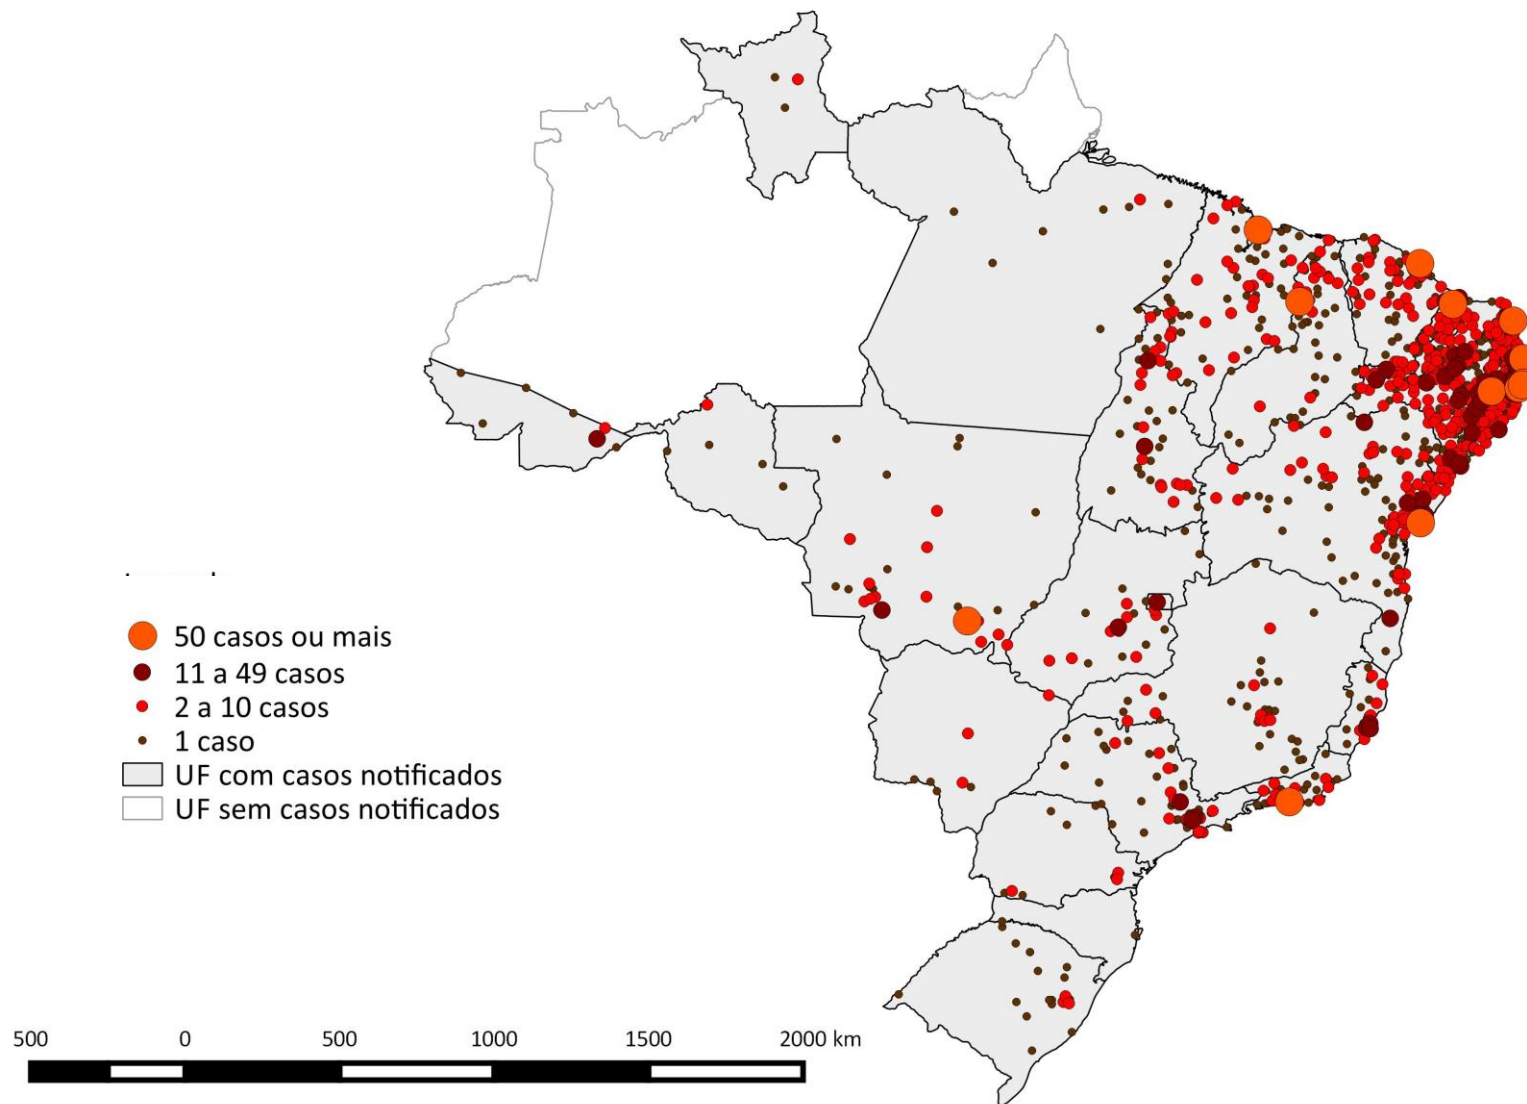 50 casos ou mais
11 a 49 casos
2 a 10 casos
1 caso
UF com casos notificados
UF sem casos notificados
500 0 500 1000 1500 2000 km